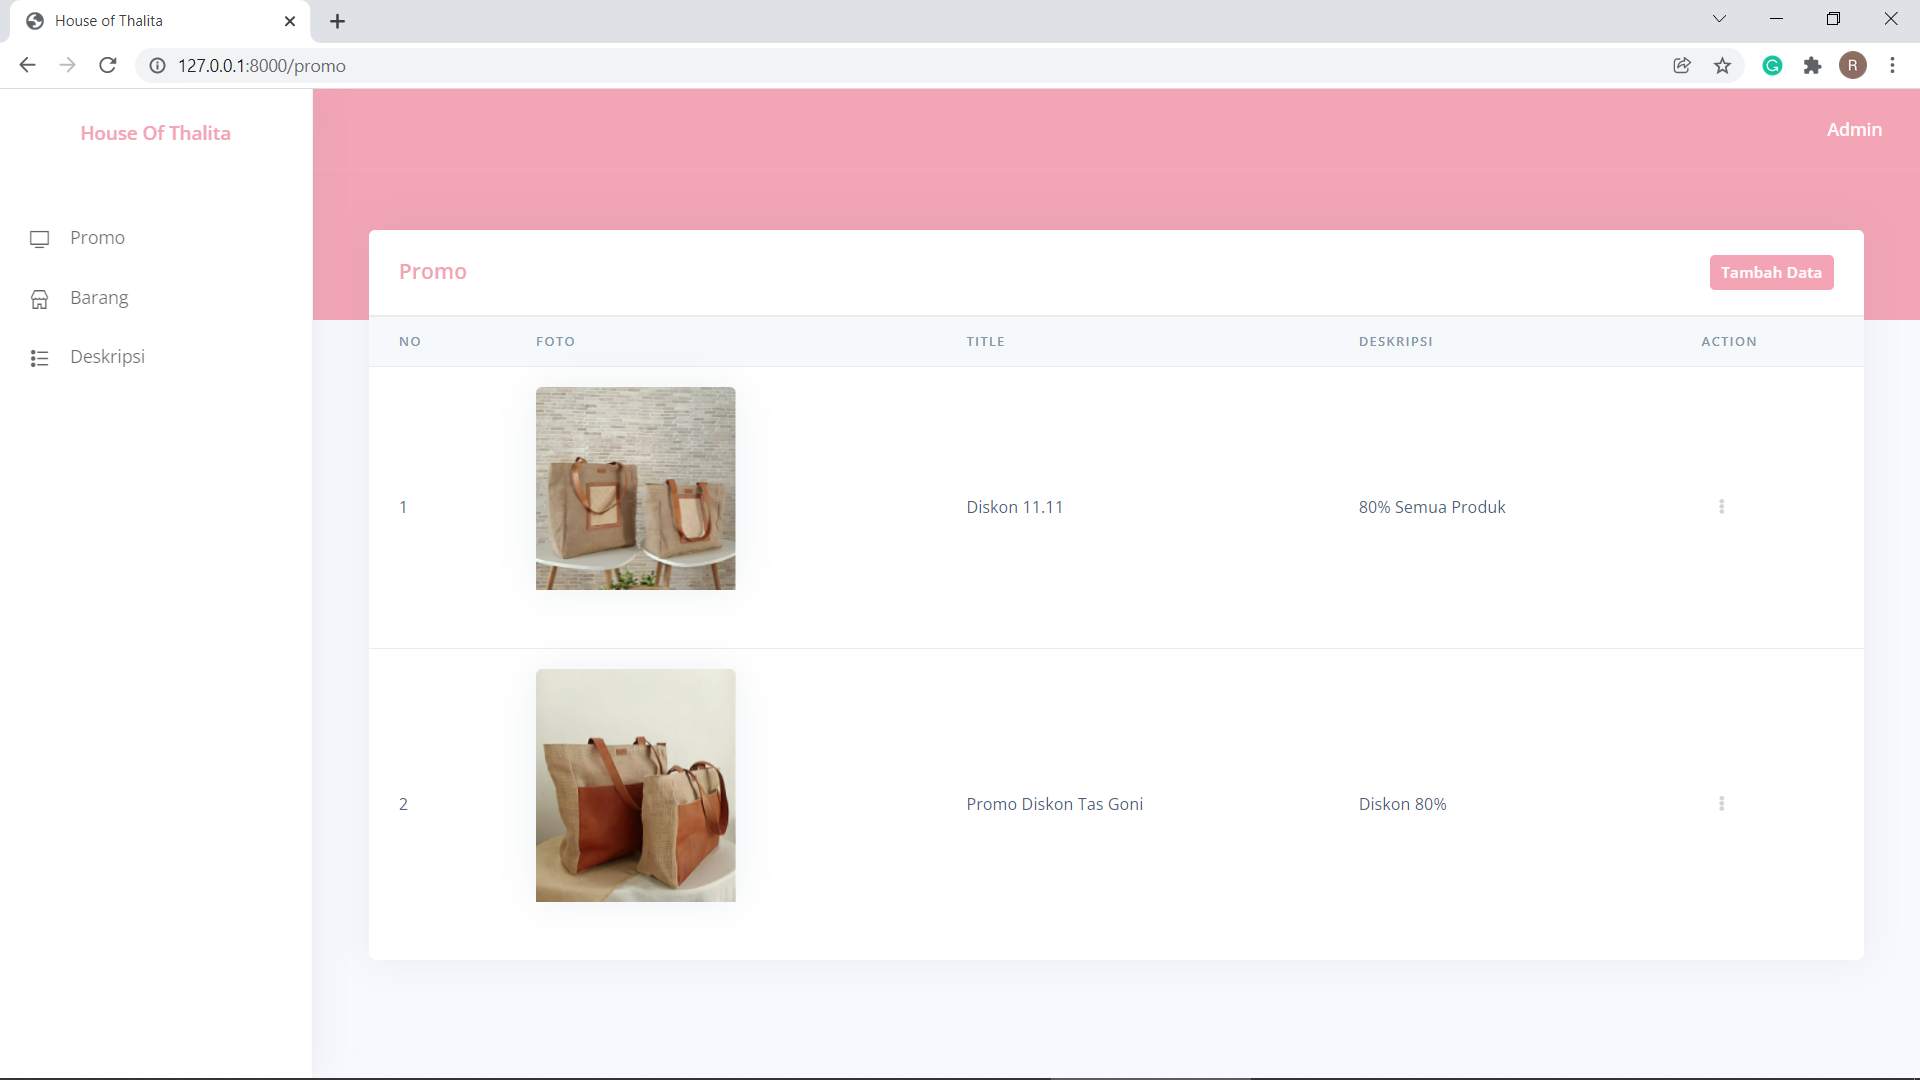 House of Thalita
127.0.0.1:8000/promo
R
House Of Thalita
Admin
Promo
Barang
Deskripsi
Promo
Tambah Data
NO FOTO TITLE DESKRIPSI ACTION
1 Diskon 11.11 80% Semua Produk
2 Promo Diskon Tas Goni Diskon 80%